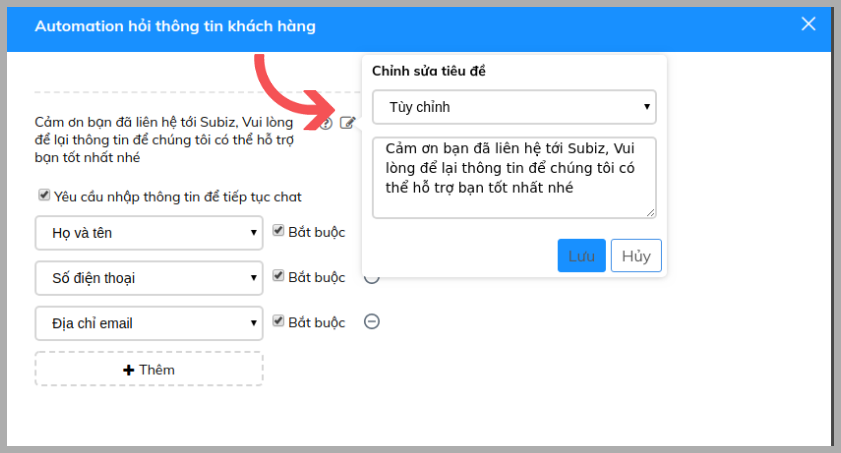 Automation hỏi thông tin khách hàng
Chỉnh sửa tiêu đề
Tùy chỉnh
Cảm ơn bạn đã liên hệ tới Subiz, Vui lòng
để lại thông tin để chúng tôi có thể hỗ trợ
bạn tốt nhất nhé
Cảm ơn bạn đã liên hệ tới Subiz, Vui
lòng để lại thông tin để chúng tôi có
thể hỗ trợ bạn tốt nhất nhé
Lưu
Hủy
Yêu cầu nhập thông tin để tiếp tục chat
Họ và tên
Bắt buộc
Số điện thoại
Bắt buộc
Địa chỉ email
Bắt buộc
Thêm